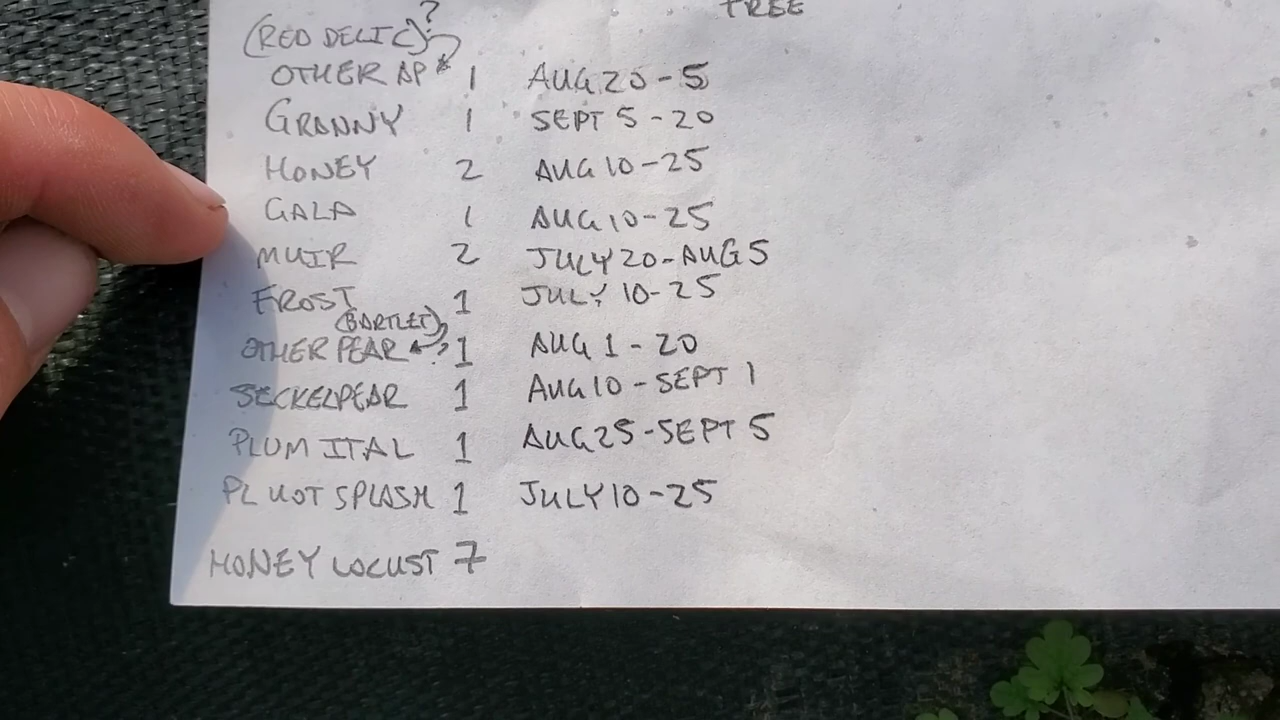 TREE
(RED DELIC)?
OTHER AP 1 AUG 20-5
GRANNY 1 SEPT 5-20
HONEY 2 AUG 10-25
GALA 1 AUG 10-25
MUIR 2 JULY 20-AUG 5
FROST 1 JULY 10-25
(BARTLET)?
OTHER PEAR 1 AUG 1-20
SECKELPEAR 1 AUG 10-SEPT 1
PLUM ITAL 1 AUG 25-SEPT 5
PLUOT SPLASH 1 JULY 10-25
HONEY LOCUST 7